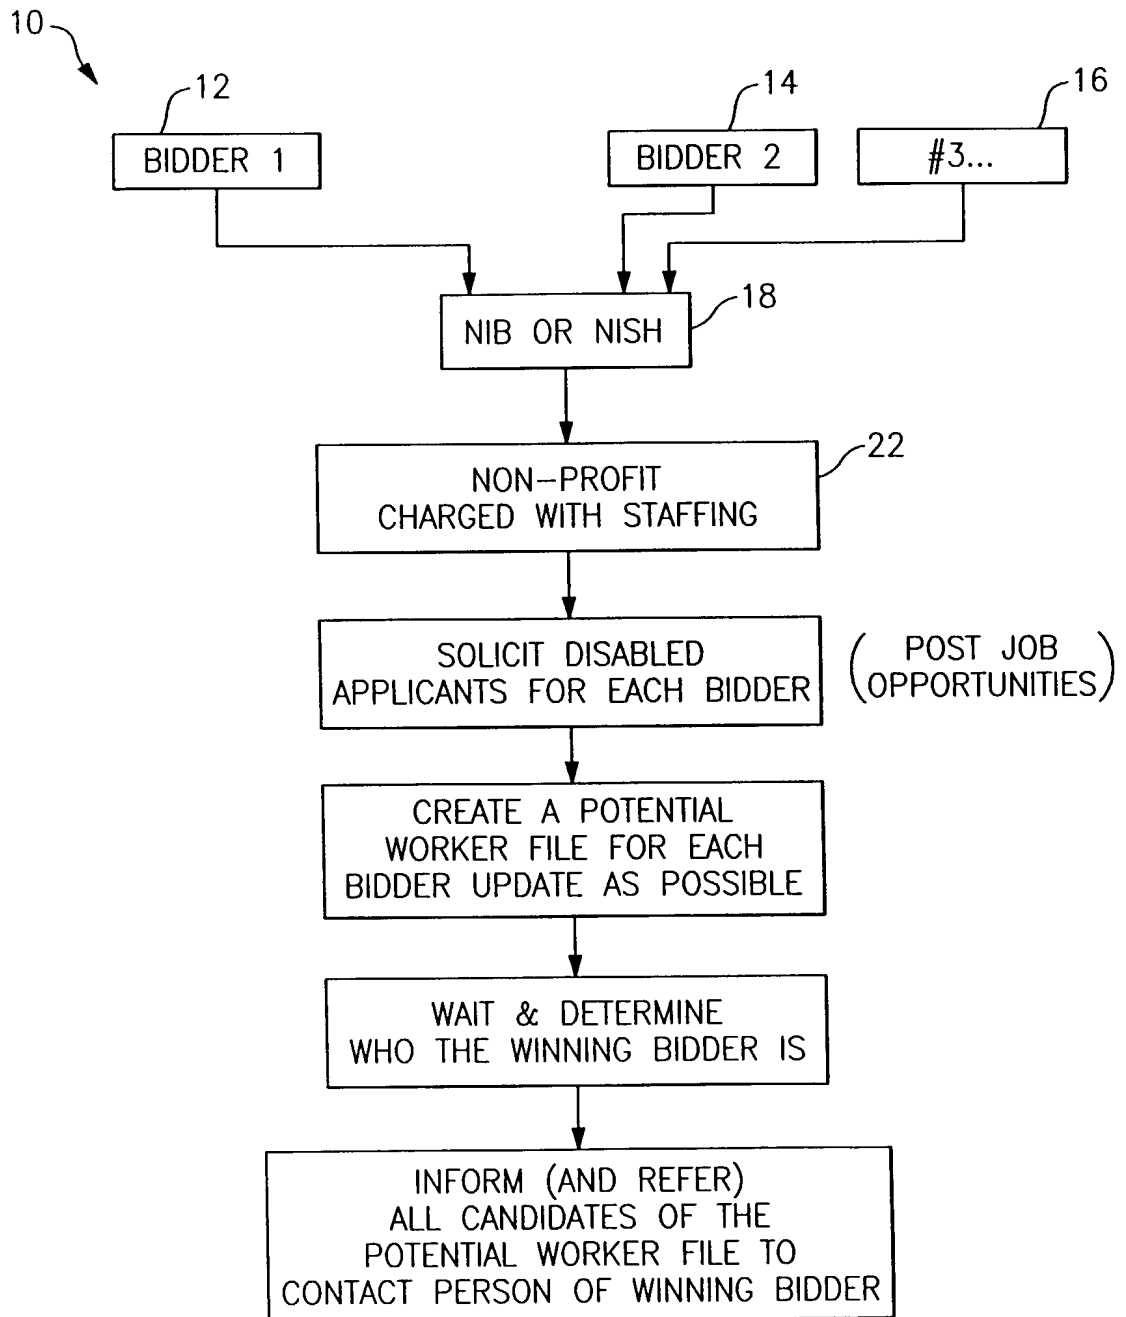 10
12
14
16
BIDDER 1
BIDDER 2
#3...
18
NIB OR NISH
22
NON-PROFIT
CHARGED WITH STAFFING
SOLICIT DISABLED
APPLICANTS FOR EACH BIDDER
(POST JOB
OPPORTUNITIES)
CREATE A POTENTIAL
WORKER FILE FOR EACH
BIDDER UPDATE AS POSSIBLE
WAIT & DETERMINE
WHO THE WINNING BIDDER IS
INFORM (AND REFER)
ALL CANDIDATES OF THE
POTENTIAL WORKER FILE TO
CONTACT PERSON OF WINNING BIDDER